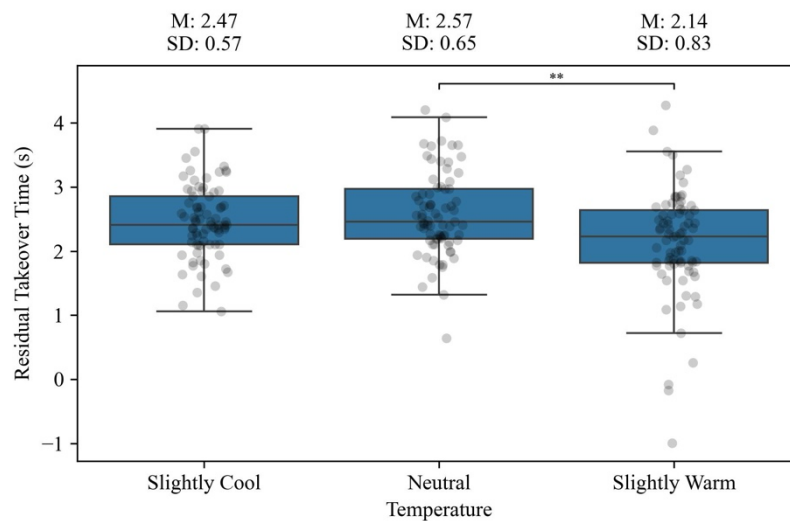 M: 2.47
SD: 0.57
M: 2.57
SD: 0.65
M: 2.14
SD: 0.83
**
Residual Takeover Time (s)
4
3
2
1
0
−1
Slightly Cool
Neutral
Slightly Warm
Temperature